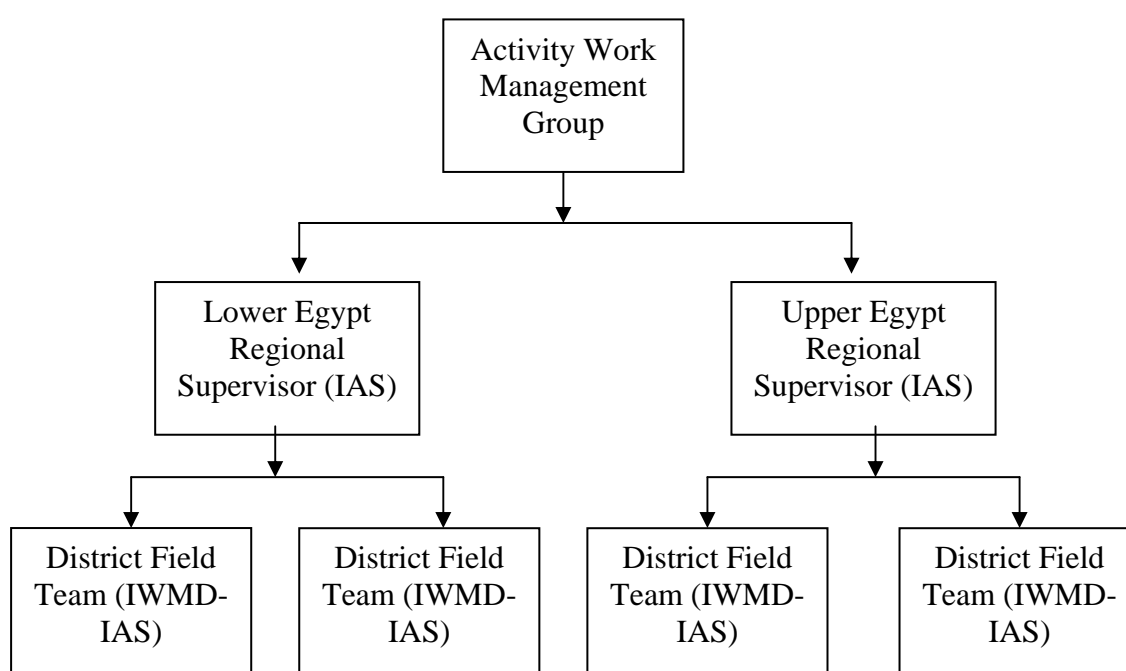 Activity Work
Management
Group
Lower Egypt
Regional
Supervisor (IAS)
Upper Egypt
Regional
Supervisor (IAS)
District Field
Team (IWMD-
IAS)
District Field
Team (IWMD-
IAS)
District Field
Team (IWMD-
IAS)
District Field
Team (IWMD-
IAS)